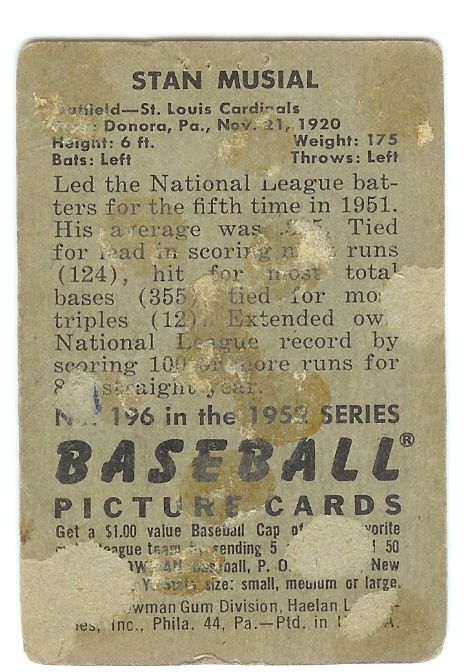 STAN MUSIAL
—St. Louis Cardinals
Donora, Pa., Nov. 21, 1920
Height: 6 ft. Weight: 175
Bats: Left Throws: Left
Led the National League bat-
ters for the fifth time in 1951.
His average was Tied
for lead in scoring runs
(124), hit for most total
bases (355) tied for
triples (12). Extended
National League record by
scoring 100 or more runs for
straight year.
196 in the 1952 SERIES
BASEBALL®
PICTURE CARDS
Get a $1.00 value Baseball Cap of
League team by sending 5 50
Baseball, P. O. New
size: small, medium or large.
Gum Division, Haelan
Inc., Phila. 44, Pa.—Ptd. in